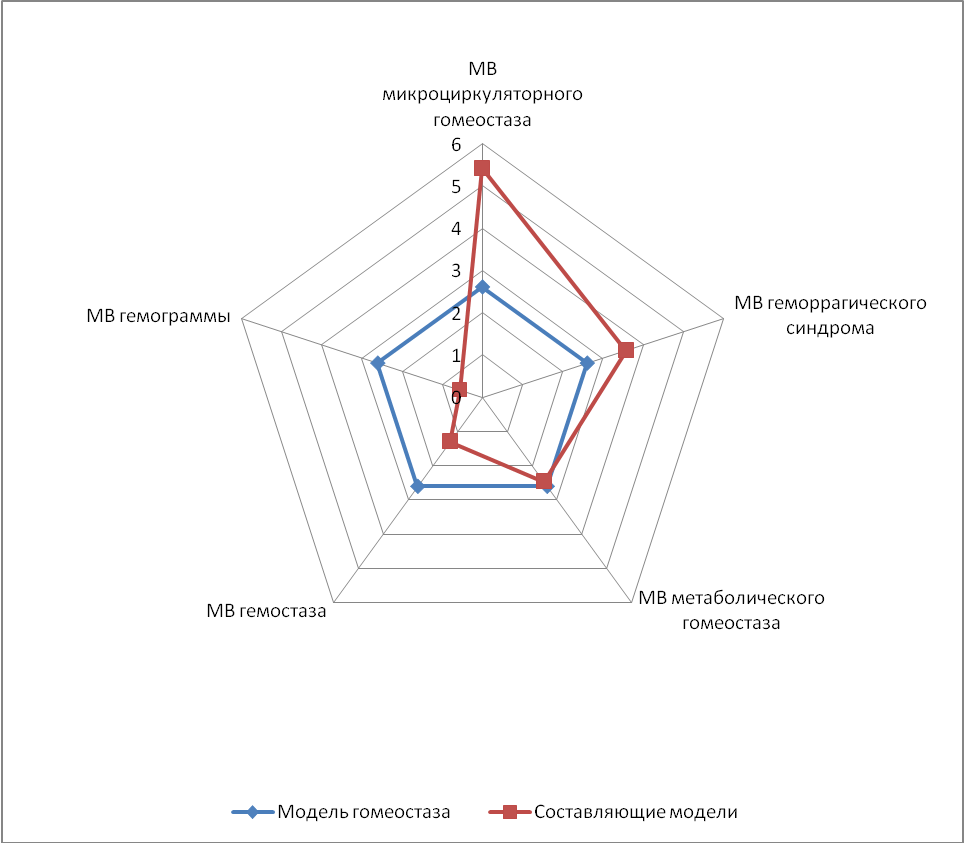 МВ
микроциркуляторного
гомеостаза
6
5
4
3
2
1
0
МВ геморрагического
синдрома
МВ гемограммы
МВ метаболического
гомеостаза
МВ гемостаза
Модель гомеостаза
Составляющие модели